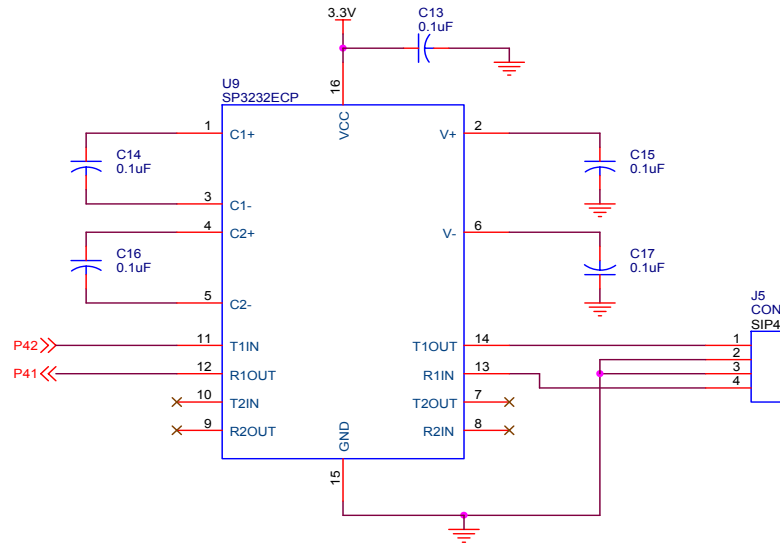 3.3V
C13
0.1uF
U9
SP3232ECP
16
VCC
1
C1+
V+
2
C14
0.1uF
C15
0.1uF
3
C1-
4
C2+
V-
6
C16
0.1uF
C17
0.1uF
5
C2-
J5
CON
SIP4
P42
11
T1IN
T1OUT
14
1
2
P41
12
R1OUT
R1IN
13
3
4
10
T2IN
T2OUT
7
9
R2OUT
R2IN
8
GND
15